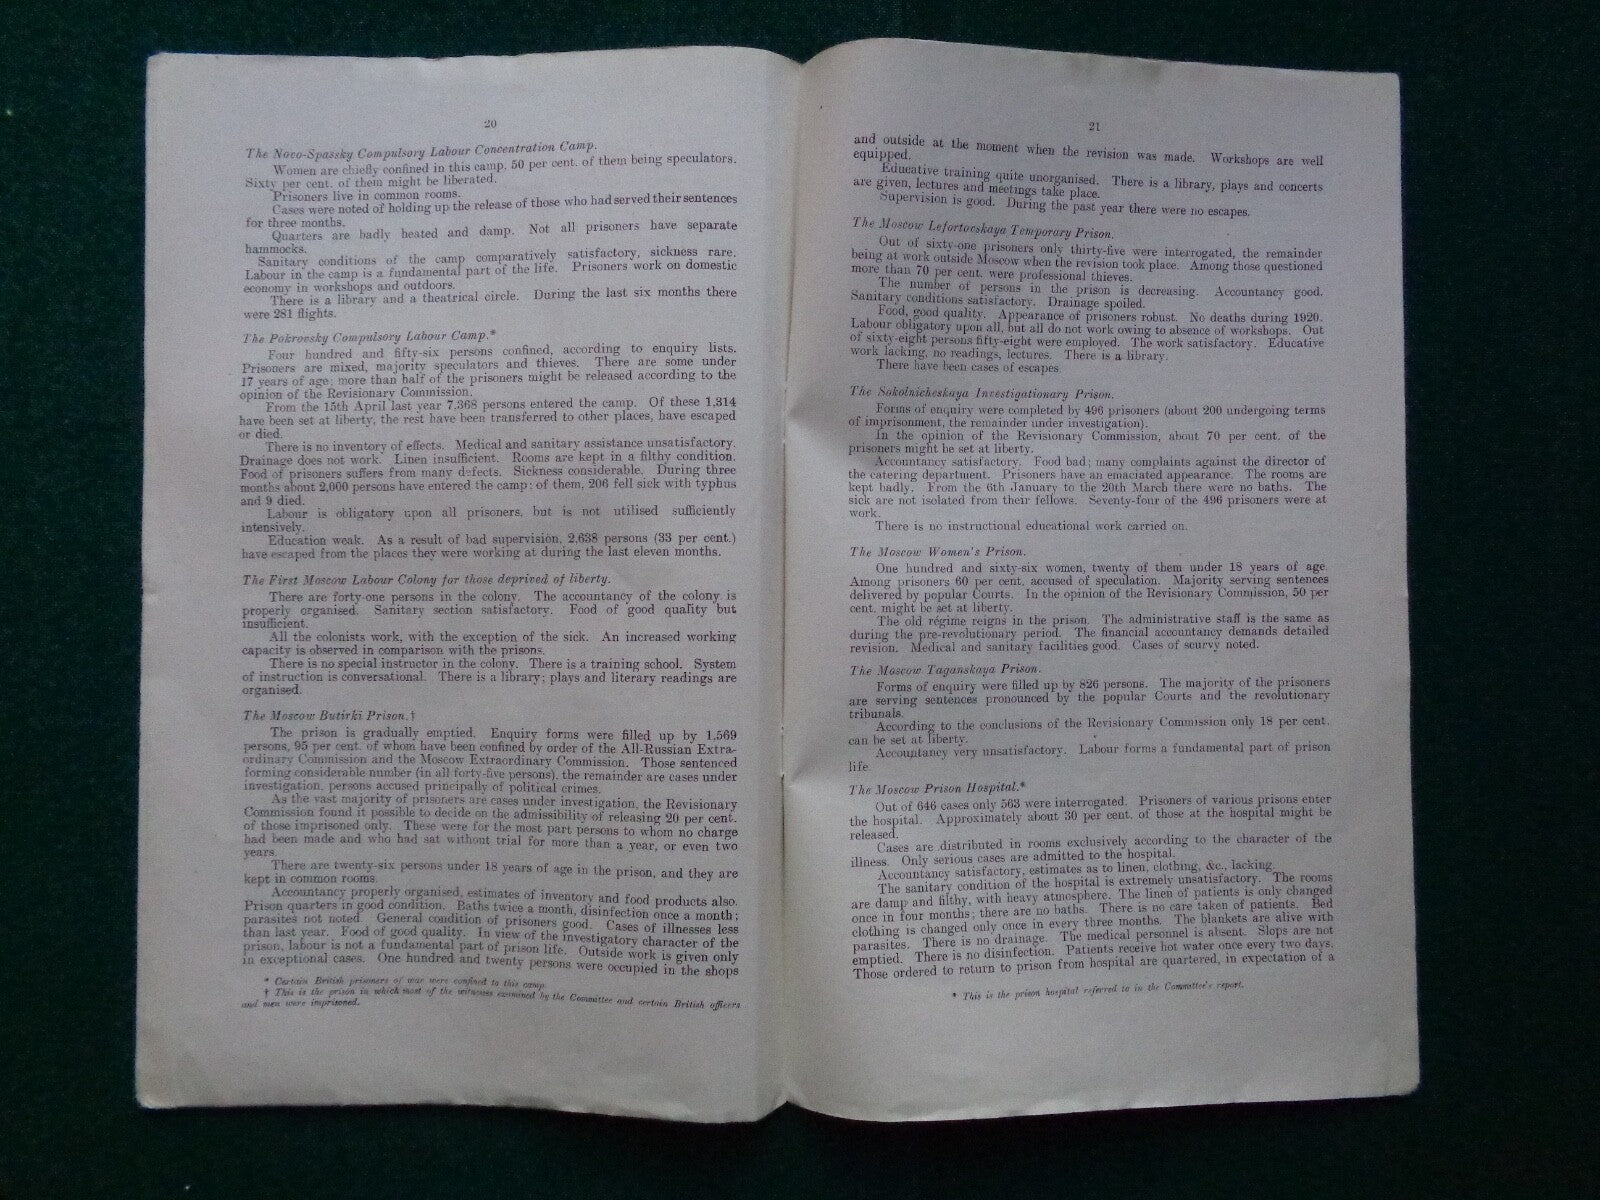 20
The Novo-Spassky Compulsory Labour Concentration Camp.
Women are chiefly confined in this camp, 50 per cent. of them being speculators.
Sixty per cent. of them might be liberated.
Prisoners live in common rooms.
Cases were noted of holding up the release of those who had served their sentences
for three months.
Quarters are badly heated and damp. Not all prisoners have separate
hammocks.
Sanitary conditions of the camp comparatively satisfactory, sickness rare.
Labour in the camp is a fundamental part of the life. Prisoners work on domestic
economy in workshops and outdoors.
There is a library and a theatrical circle. During the last six months there
were 281 flights.
The Pokrovsky Compulsory Labour Camp.*
Four hundred and fifty-six persons confined, according to enquiry lists.
Prisoners are mixed, majority speculators and thieves. There are some under
17 years of age; more than half of the prisoners might be released according to the
opinion of the Revisionary Commission.
From the 15th April last year 7,368 persons entered the camp. Of these 1,314
have been set at liberty, the rest have been transferred to other places, have escaped
or died.
There is no inventory of effects. Medical and sanitary assistance unsatisfactory.
Drainage does not work. Linen insufficient. Rooms are kept in a filthy condition.
Food of prisoners suffers from many defects. Sickness considerable. During three
months about 2,000 persons have entered the camp; of them, 206 fell sick with typhus
and 9 died.
Labour is obligatory upon all prisoners, but is not utilised sufficiently
intensively.
Education weak. As a result of bad supervision, 2,638 persons (33 per cent.)
have escaped from the places they were working at during the last eleven months.
The First Moscow Labour Colony for those deprived of liberty.
There are forty-one persons in the colony. The accountancy of the colony is
properly organised. Sanitary section satisfactory. Food of good quality but
insufficient.
All the colonists work, with the exception of the sick. An increased working
capacity is observed in comparison with the prisons.
There is no special instructor in the colony. There is a training school. System
of instruction is conversational. There is a library; plays and literary readings are
organised.
The Moscow Butirki Prison.†
The prison is gradually emptied. Enquiry forms were filled up by 1,569
persons, 95 per cent. of whom have been confined by order of the All-Russian Extra-
ordinary Commission and the Moscow Extraordinary Commission. Those sentenced
forming considerable number (in all forty-five persons), the remainder are cases under
investigation, persons accused principally of political crimes.
As the vast majority of prisoners are cases under investigation, the Revisionary
Commission found it possible to decide on the admissibility of releasing 20 per cent.
of those imprisoned only. These were for the most part persons to whom no charge
had been made and who had sat without trial for more than a year, or even two
years.
There are twenty-six persons under 18 years of age in the prison, and they are
kept in common rooms.
Accountancy properly organised, estimates of inventory and food products also.
Prison quarters in good condition. Baths twice a month, disinfection once a month;
parasites not noted. General condition of prisoners good. Cases of illnesses less
than last year. Food of good quality. In view of the investigatory character of the
prison, labour is not a fundamental part of prison life. Outside work is given only
in exceptional cases. One hundred and twenty persons were occupied in the shops
* Certain British prisoners of war were confined to this camp.
† This is the prison in which most of the witnesses examined by the Committee and certain British officers
and men were imprisoned.
21
and outside at the moment when the revision was made. Workshops are well
equipped.
Educative training quite unorganised. There is a library, plays and concerts
are given, lectures and meetings take place.
Supervision is good. During the past year there were no escapes.
The Moscow Lefortovskaya Temporary Prison.
Out of sixty-one prisoners only thirty-five were interrogated, the remainder
being at work outside Moscow when the revision took place. Among those questioned
more than 70 per cent. were professional thieves.
The number of persons in the prison is decreasing. Accountancy good.
Sanitary conditions satisfactory. Drainage spoiled.
Food, good quality. Appearance of prisoners robust. No deaths during 1920.
Labour obligatory upon all, but all do not work owing to absence of workshops. Out
of sixty-eight persons fifty-eight were employed. The work satisfactory. Educative
work lacking, no readings, lectures. There is a library.
There have been cases of escapes.
The Sokolnicheskaya Investigationary Prison.
Forms of enquiry were completed by 496 prisoners (about 200 undergoing terms
of imprisonment, the remainder under investigation).
In the opinion of the Revisionary Commission, about 70 per cent. of the
prisoners might be set at liberty.
Accountancy satisfactory. Food bad; many complaints against the director of
the catering department. Prisoners have an emaciated appearance. The rooms are
kept badly. From the 6th January to the 20th March there were no baths. The
sick are not isolated from their fellows. Seventy-four of the 496 prisoners were at
work.
There is no instructional educational work carried on.
The Moscow Women's Prison.
One hundred and sixty-six women, twenty of them under 18 years of age.
Among prisoners 60 per cent. accused of speculation. Majority serving sentences
delivered by popular Courts. In the opinion of the Revisionary Commission, 50 per
cent. might be set at liberty.
The old régime reigns in the prison. The administrative staff is the same as
during the pre-revolutionary period. The financial accountancy demands detailed
revision. Medical and sanitary facilities good. Cases of scurvy noted.
The Moscow Taganskaya Prison.
Forms of enquiry were filled up by 826 persons. The majority of the prisoners
are serving sentences pronounced by the popular Courts and the revolutionary
tribunals.
According to the conclusions of the Revisionary Commission only 18 per cent.
can be set at liberty.
Accountancy very unsatisfactory. Labour forms a fundamental part of prison
life.
The Moscow Prison Hospital.*
Out of 646 cases only 563 were interrogated. Prisoners of various prisons enter
the hospital. Approximately about 30 per cent. of those at the hospital might be
released.
Cases are distributed in rooms exclusively according to the character of the
illness. Only serious cases are admitted to the hospital.
Accountancy satisfactory, estimates as to linen, clothing, &c., lacking.
The sanitary condition of the hospital is extremely unsatisfactory. The rooms
are damp and filthy, with heavy atmosphere. The linen of patients is only changed
once in four months; there are no baths. There is no care taken of patients. Bed
clothing is changed only once in every three months. The blankets are alive with
parasites. There is no drainage. The medical personnel is absent. Slops are not
emptied. There is no disinfection. Patients receive hot water once every two days.
Those ordered to return to prison from hospital are quartered, in expectation of a
* This is the prison hospital referred to in the Committee's report.